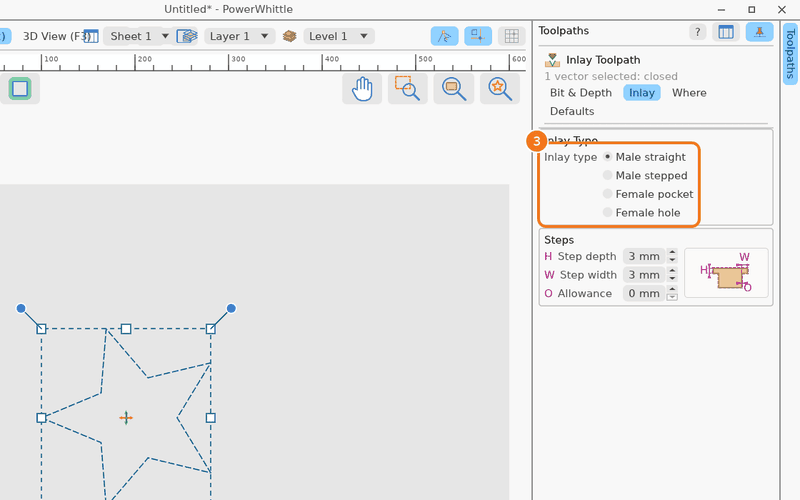 Untitled* - PowerWhittle
3D View (F3) Sheet 1 Layer 1 Level 1
100 200 300 400 500 600
Toolpaths ?
Toolpaths
Inlay Toolpath
1 vector selected: closed
Bit & Depth Inlay Where
Defaults
3
Inlay Type
Inlay type Male straight
Male stepped
Female pocket
Female hole
Steps
H Step depth 3 mm
W Step width 3 mm
O Allowance 0 mm
W
H
O